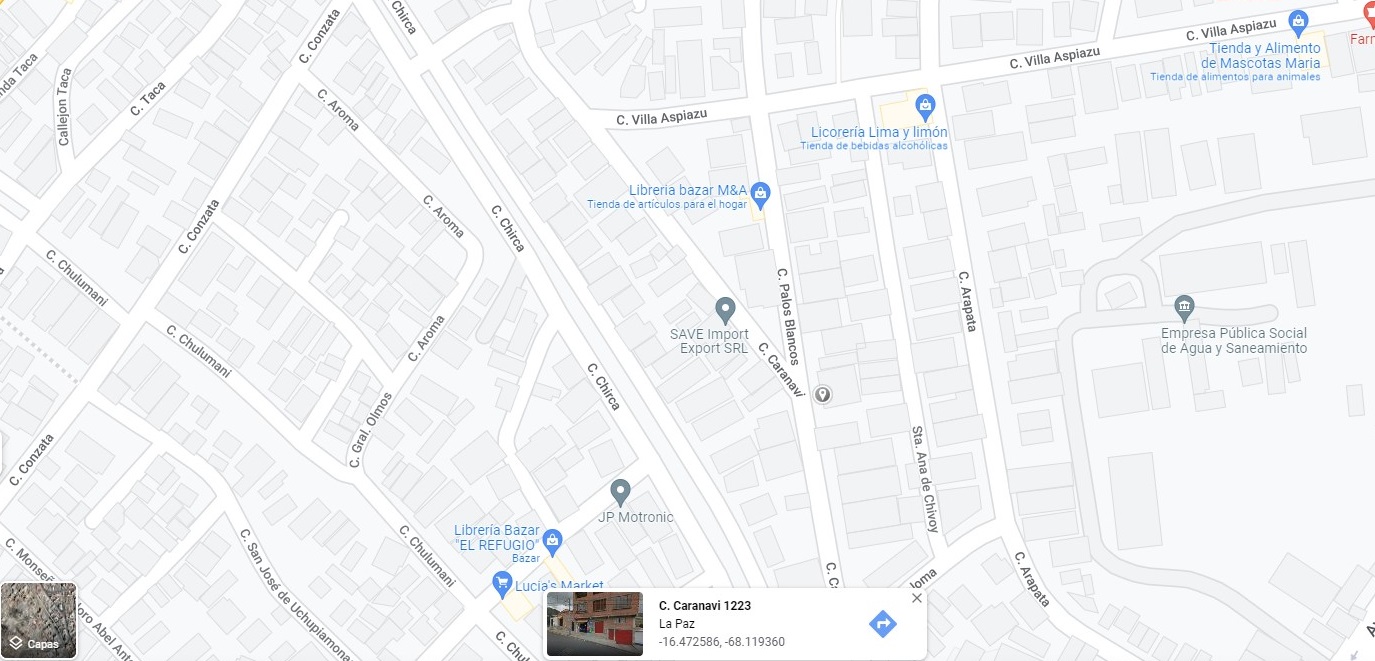 C. Conzata
Chirca
C. Villa Aspiazu
Tienda y Alimento
de Mascotas Maria
Tienda de alimentos para animales
C. Villa Aspiazu
Callejon Taca
C. Taca
C. Aroma
C. Villa Aspiazu
Licorería Lima y limón
Tienda de bebidas alcohólicas
Libreria bazar M&A
Tienda de artículos para el hogar
C. Conzata
C. Aroma
C. Chirca
C. Chulumani
C. Palos Blancos
C. Arapata
SAVE Import
Export SRL
Empresa Pública Social
de Agua y Saneamiento
C. Chulumani
C. Aroma
C. Caranavi
C. Chirca
C. Gral. Olmos
C. Conzata
Sta. Ana de Chivoy
JP Motronic
Librería Bazar
"EL REFUGIO"
Bazar
C. Chulumani
C. San José de Uchupiamona
Lucía's Market
C. Arapata
Capas
C. Caranavi 1223
La Paz
-16.472586, -68.119360